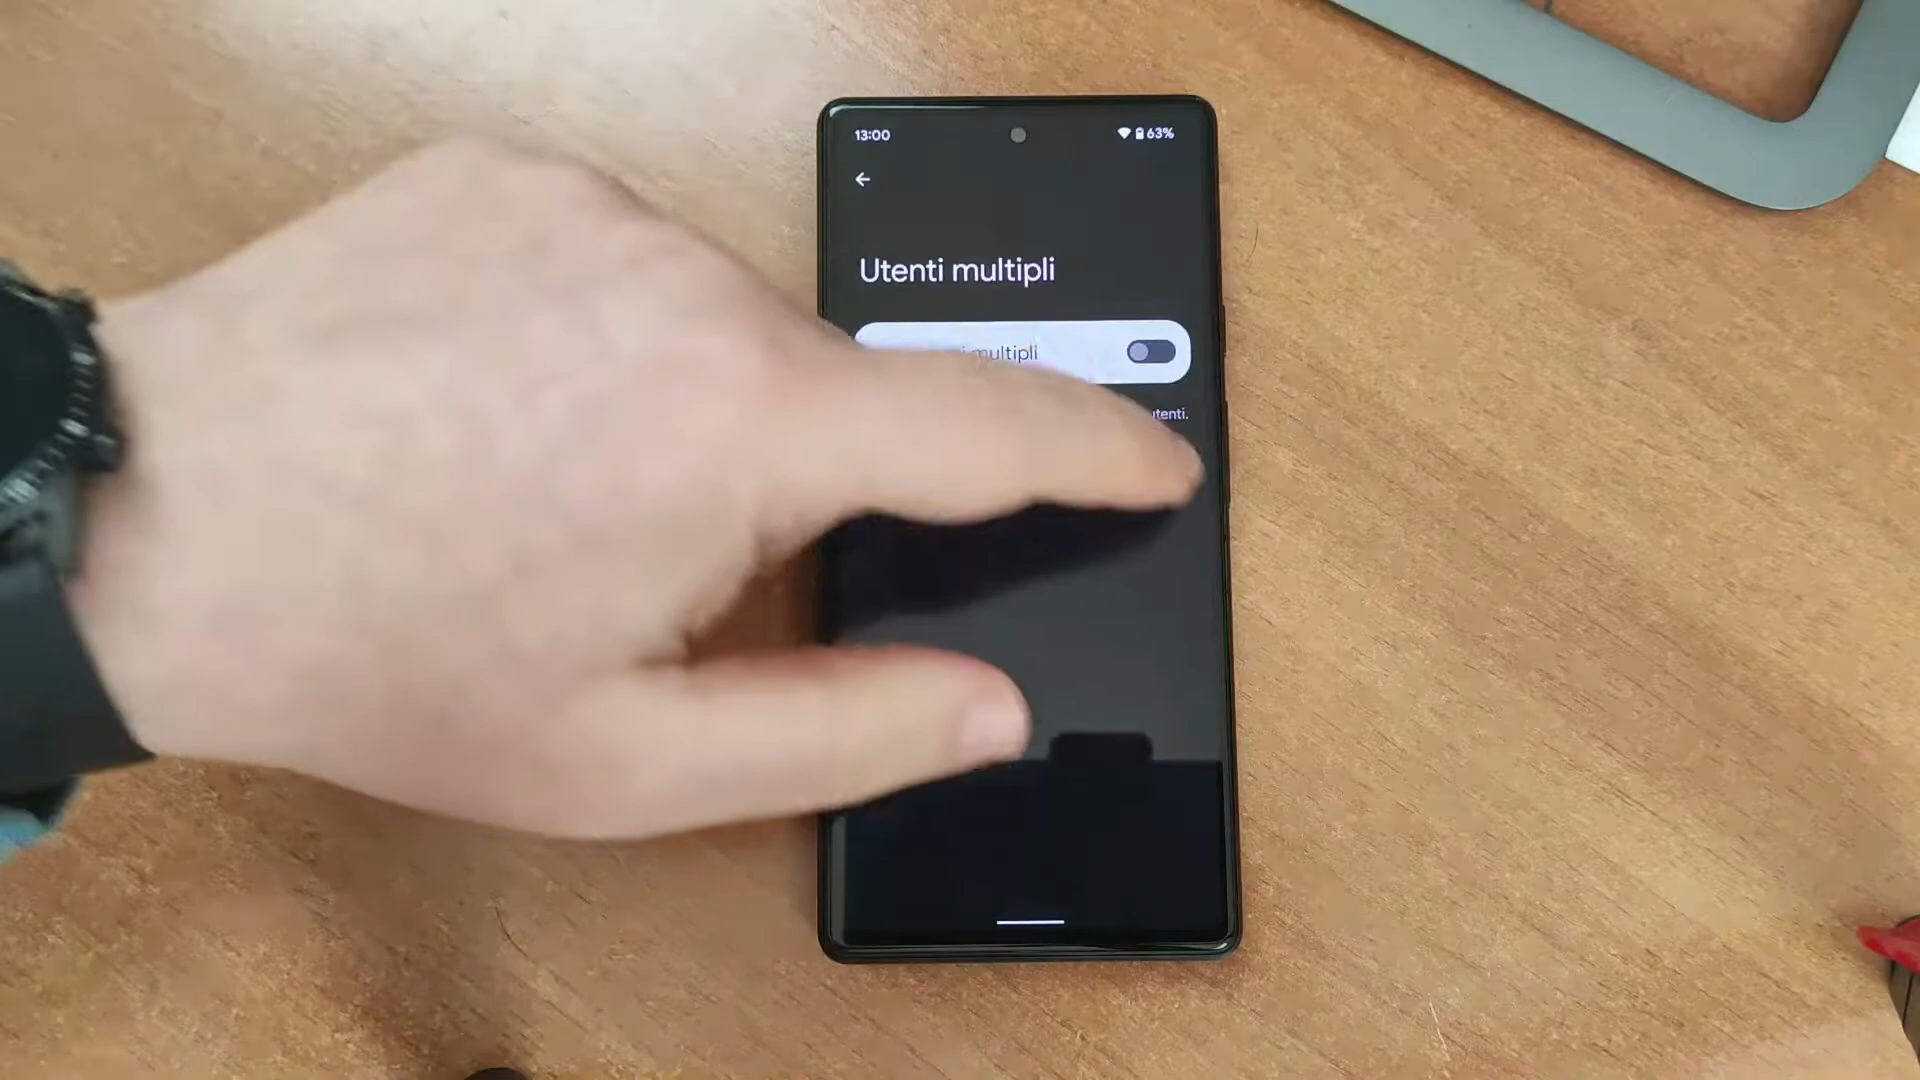 13:00 63%
Utenti multipli
multipli
utenti.